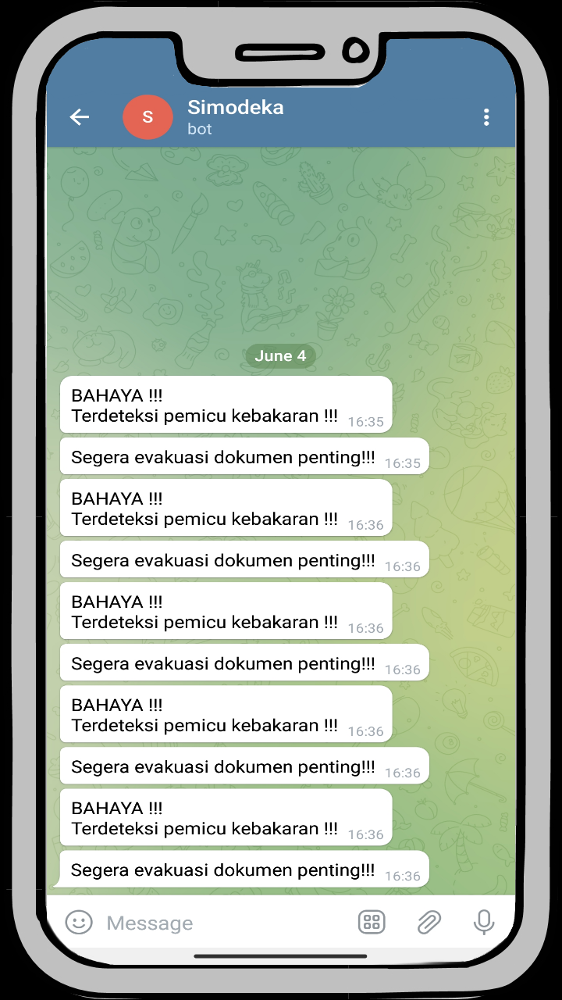 S
Simodeka
bot
June 4
BAHAYA !!!
Terdeteksi pemicu kebakaran !!! 16:35
Segera evakuasi dokumen penting!!! 16:35
BAHAYA !!!
Terdeteksi pemicu kebakaran !!! 16:36
Segera evakuasi dokumen penting!!! 16:36
BAHAYA !!!
Terdeteksi pemicu kebakaran !!! 16:36
Segera evakuasi dokumen penting!!! 16:36
BAHAYA !!!
Terdeteksi pemicu kebakaran !!! 16:36
Segera evakuasi dokumen penting!!! 16:36
BAHAYA !!!
Terdeteksi pemicu kebakaran !!! 16:36
Segera evakuasi dokumen penting!!! 16:36
Message